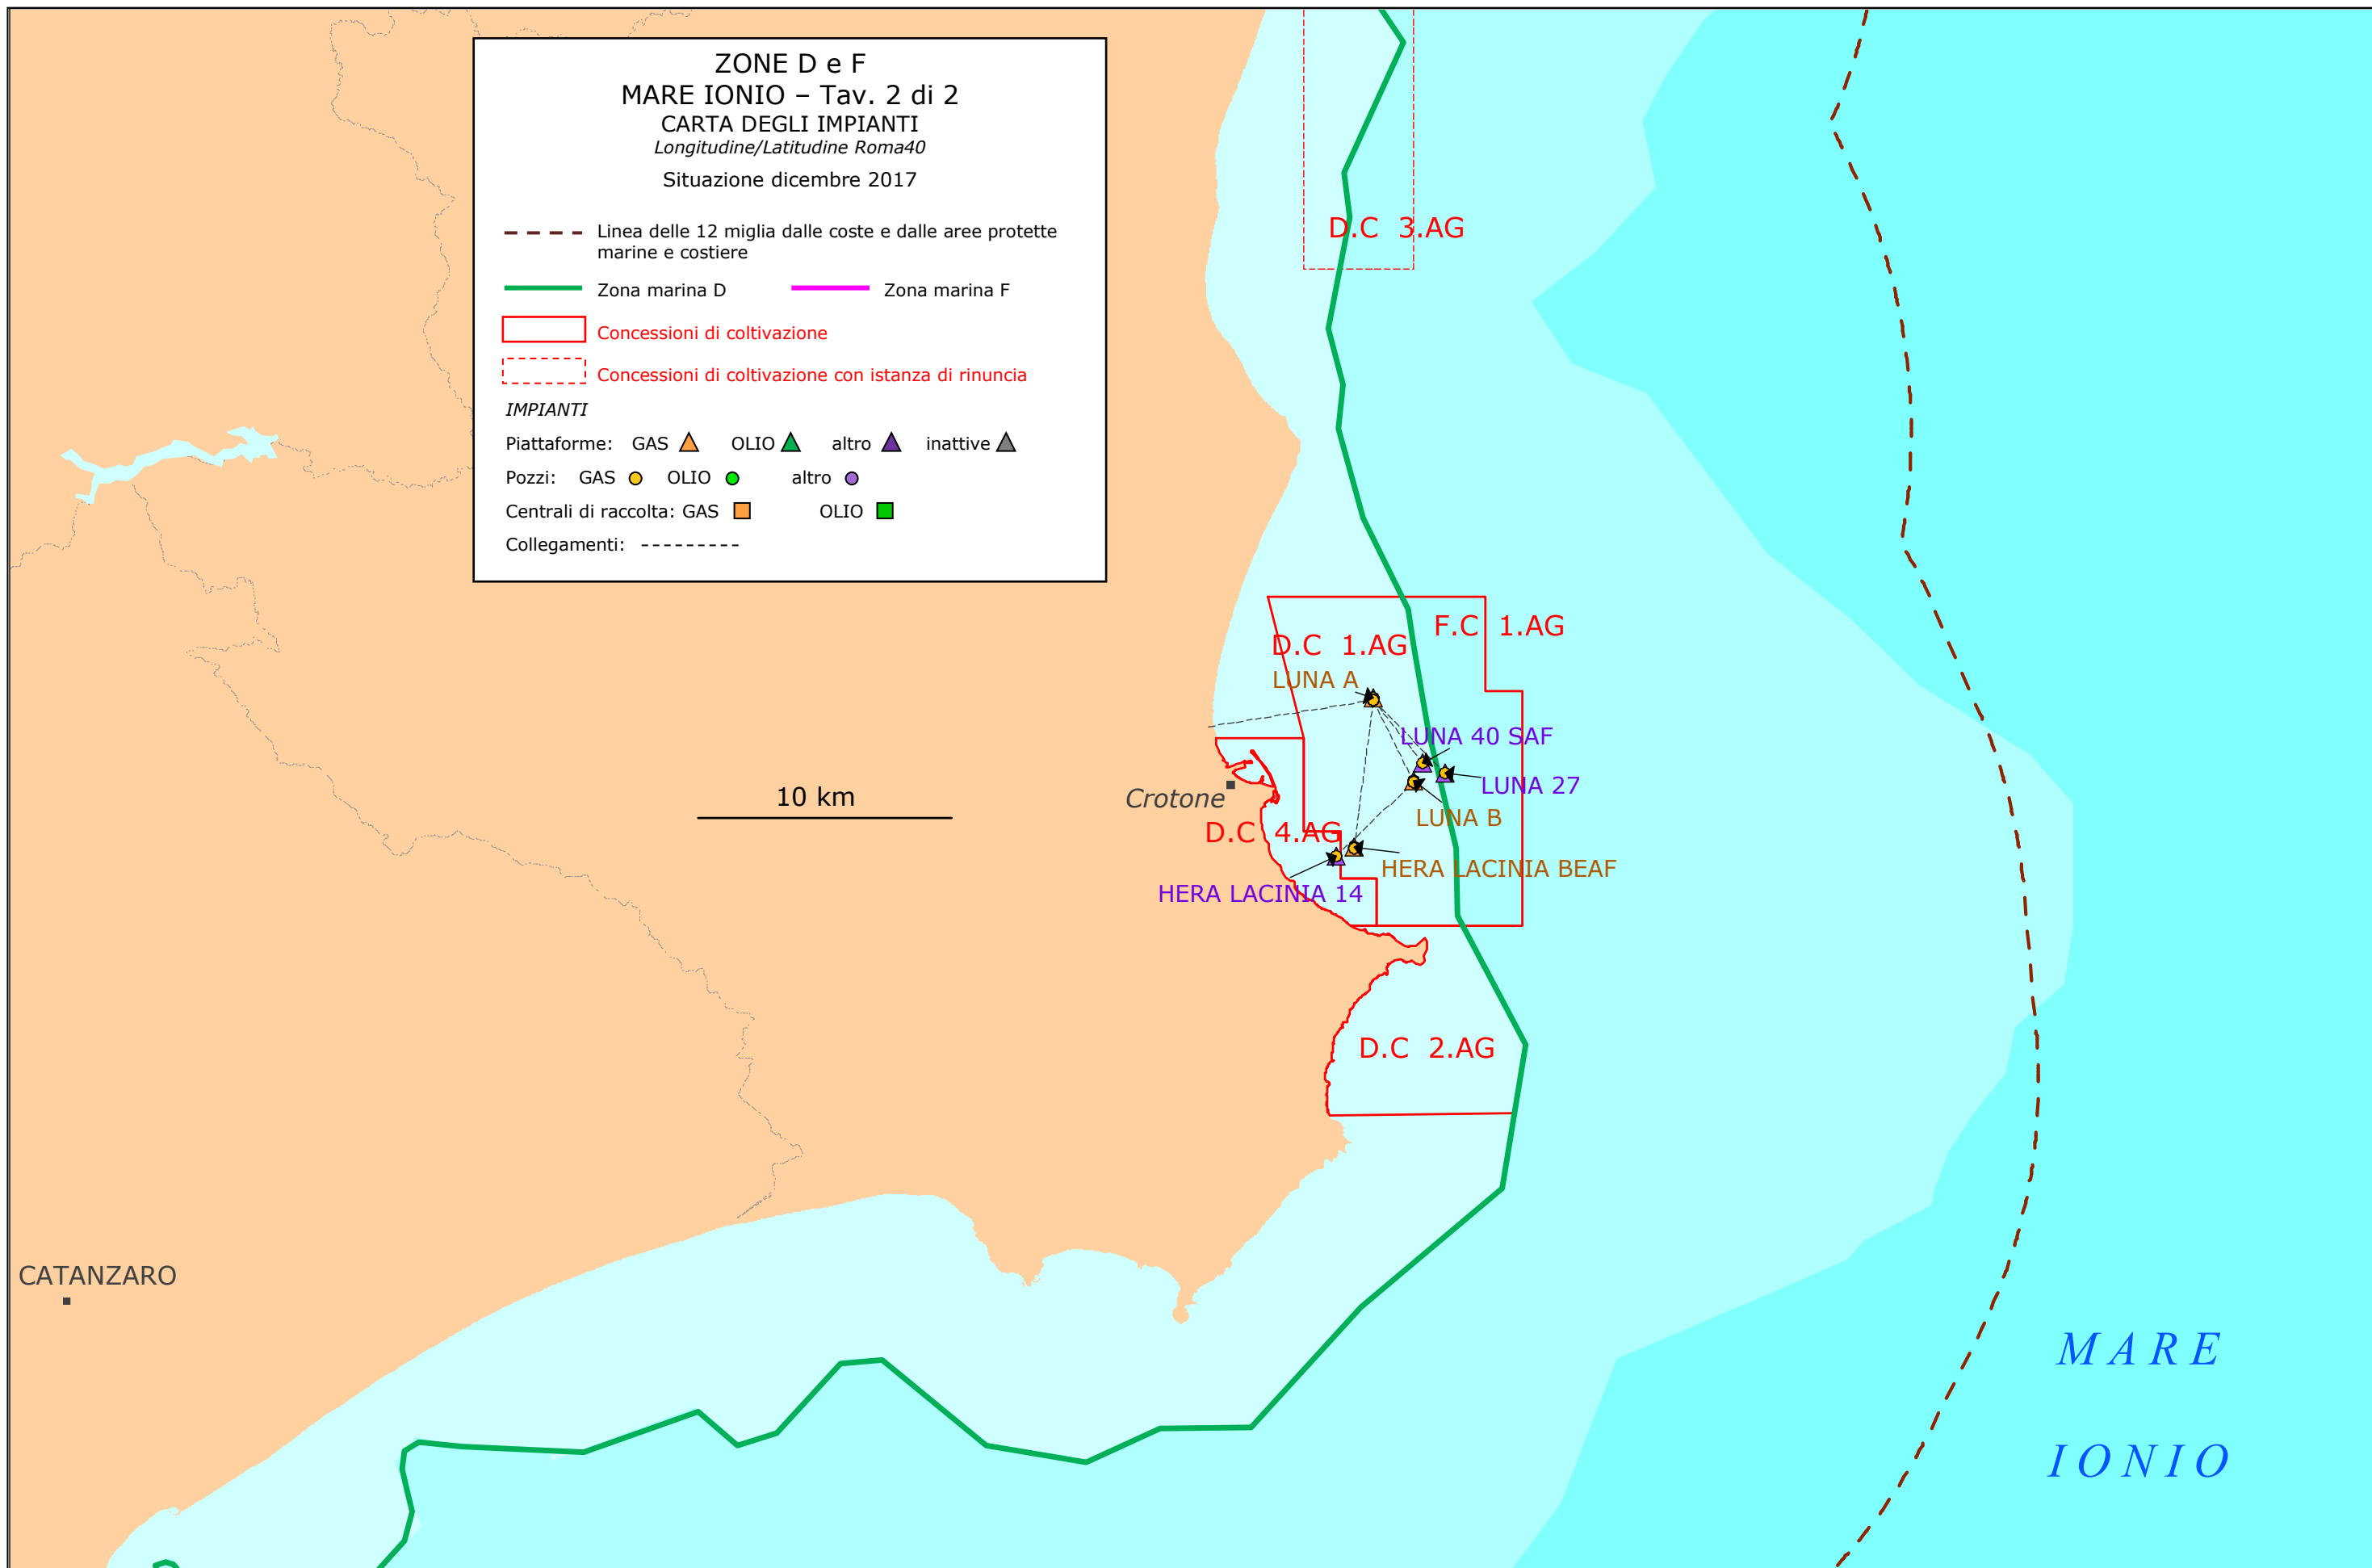 ZONE D e F
MARE IONIO – Tav. 2 di 2
CARTA DEGLI IMPIANTI
Longitudine/Latitudine Roma40
Situazione dicembre 2017
Linea delle 12 miglia dalle coste e dalle aree protette
marine e costiere
Zona marina D Zona marina F
Concessioni di coltivazione
Concessioni di coltivazione con istanza di rinuncia
IMPIANTI
Piattaforme: GAS OLIO altro inattive
Pozzi: GAS OLIO altro
Centrali di raccolta: GAS OLIO
Collegamenti:
D.C 3.AG
F.C 1.AG
D.C 1.AG
LUNA A
LUNA 40 SAF
LUNA 27
10 km
Crotone
LUNA B
D.C 4.AG
HERA LACINIA BEAF
HERA LACINIA 14
D.C 2.AG
CATANZARO
MARE
IONIO